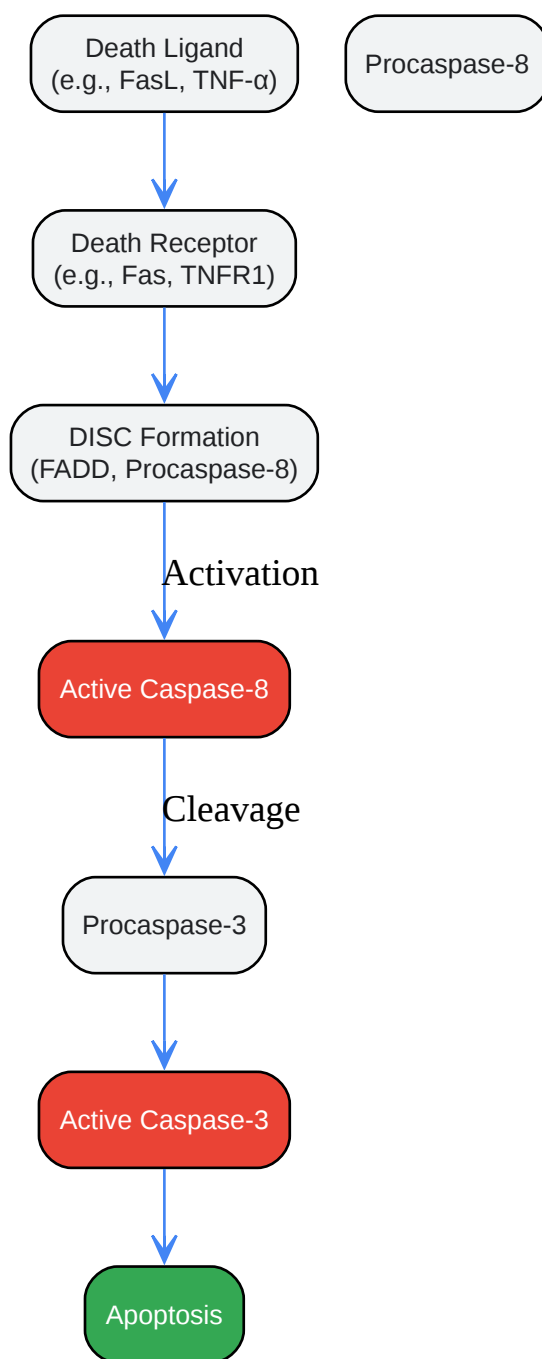 Death Ligand
(e.g., FasL, TNF-α)
Procaspase-8
Death Receptor
(e.g., Fas, TNFR1)
DISC Formation
(FADD, Procaspase-8)
Activation
Active Caspase-8
Cleavage
Procaspase-3
Active Caspase-3
Apoptosis